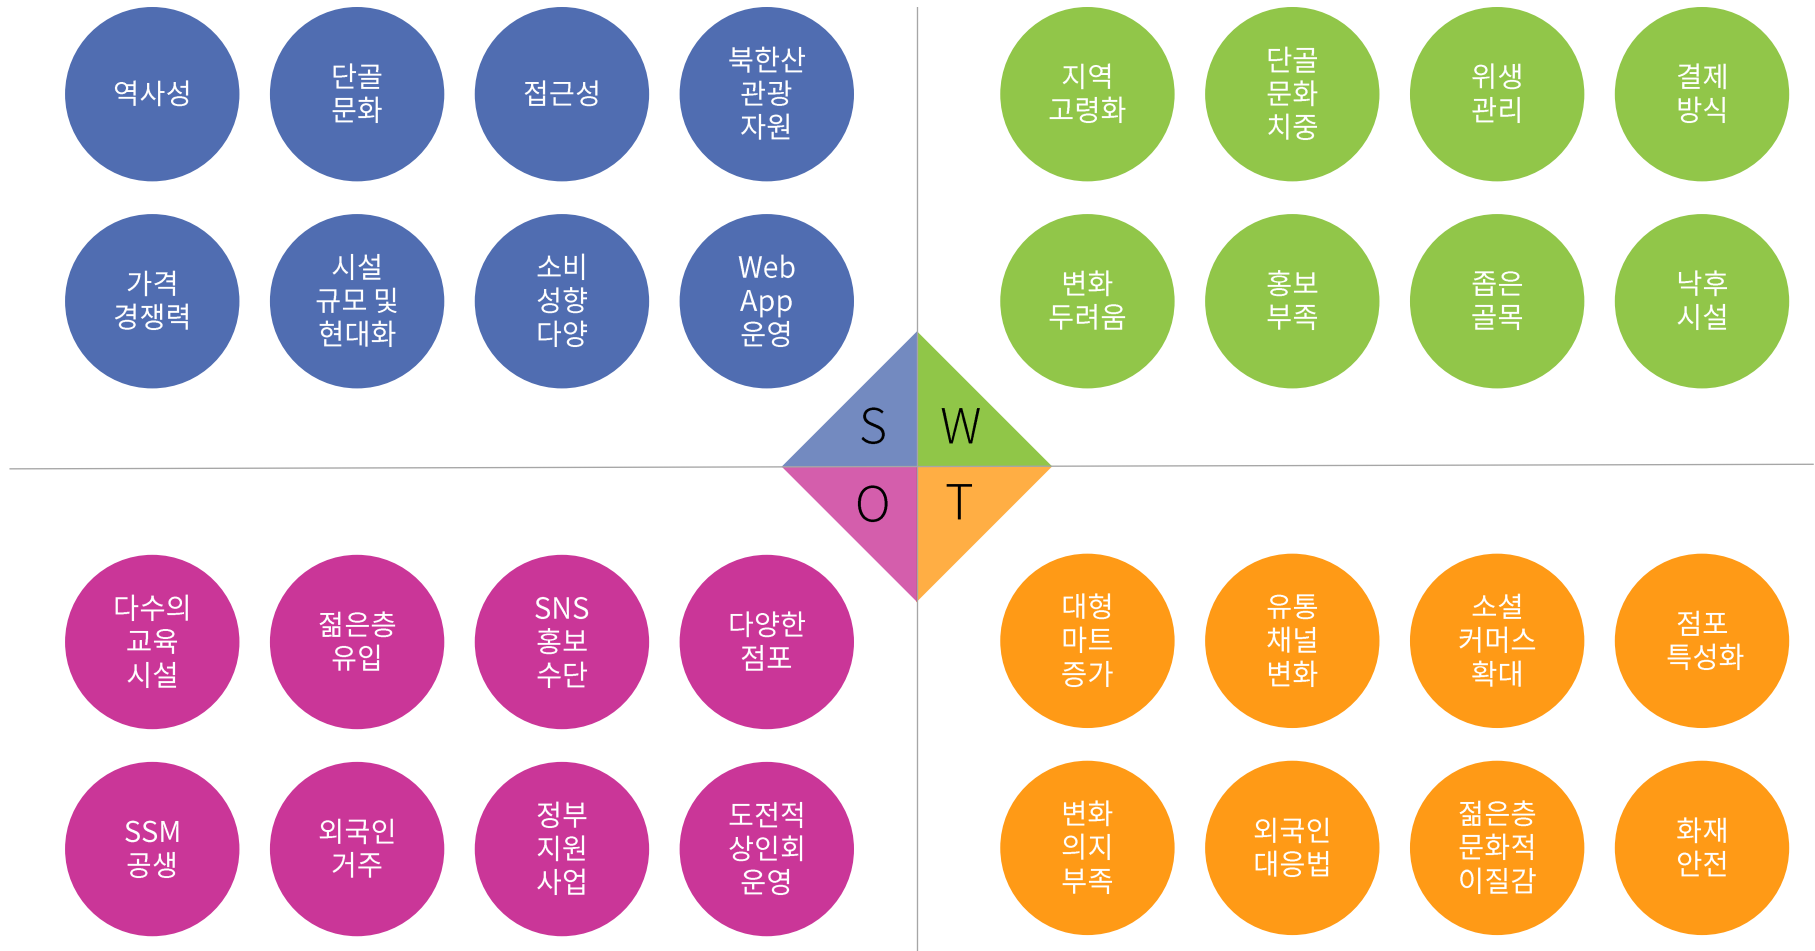 역사성
단골
문화
접근성
북한산
관광
자원
가격
경쟁력
시설
규모 및
현대화
소비
성향
다양
Web
App
운영
지역
고령화
단골
문화
치중
위생
관리
결제
방식
변화
두려움
홍보
부족
좁은
골목
낙후
시설
S
W
O
T
다수의
교육
시설
젊은층
유입
SNS
홍보
수단
다양한
점포
SSM
공생
외국인
거주
정부
지원
사업
도전적
상인회
운영
대형
마트
증가
유통
채널
변화
소셜
커머스
확대
점포
특성화
변화
의지
부족
외국인
대응법
젊은층
문화적
이질감
화재
안전